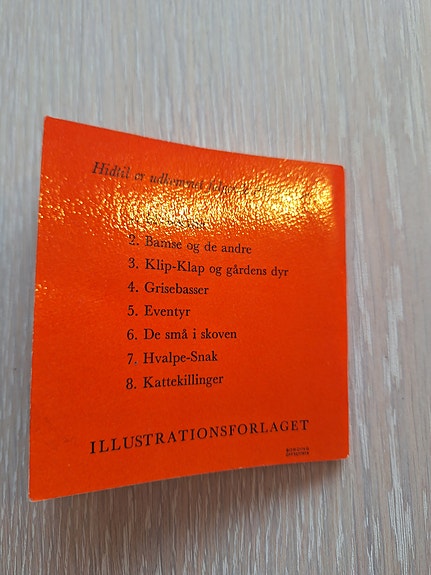 Hidtil er udkommet
2. Bamse og de andre
3. Klip-Klap og gårdens dyr
4. Grisebasser
5. Eventyr
6. De små i skoven
7. Hvalpe-Snak
8. Kattekillinger
ILLUSTRATIONSFORLAGET